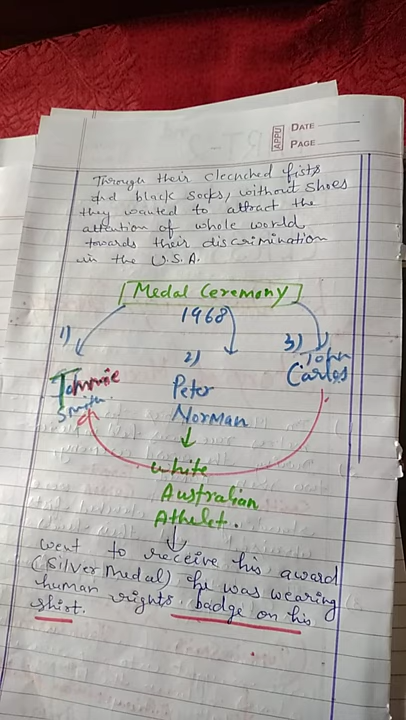 APPU
DATE
PAGE
Through their clenched fists
and black socks, without shoes
they wanted to attract the
attention of whole world
towards their discrimination
in the U.S.A.
[Medal Ceremony]
1968
1)
2)
3) John
Carlos
Tommie
Smith
Peter
Norman
white
Australian
Athelet.
went to receive his award
(Silver Medal) he was wearing
human rights badge on his
shirt.